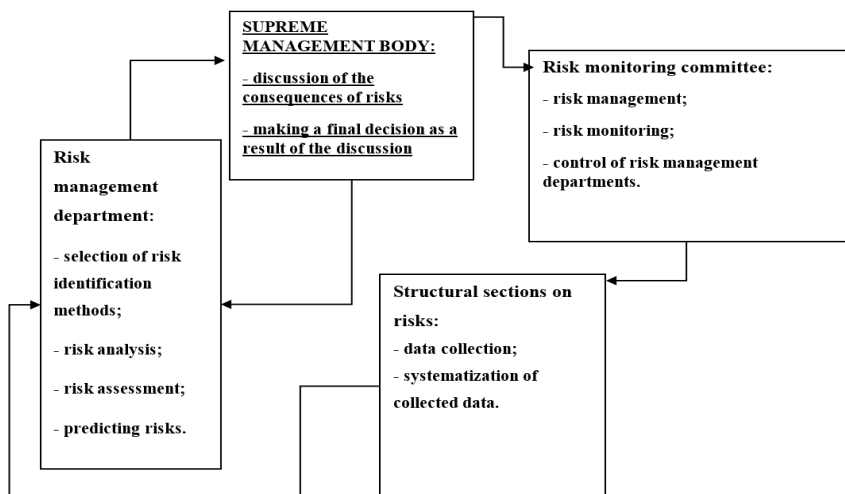 SUPREME
MANAGEMENT BODY:
- discussion of the
consequences of risks
- making a final decision as a
result of the discussion
Risk monitoring committee:
- risk management;
- risk monitoring;
- control of risk management
departments.
Risk
management
department:
- selection of risk
identification
methods;
- risk analysis;
- risk assessment;
- predicting risks.
Structural sections on
risks:
- data collection;
- systematization of
collected data.